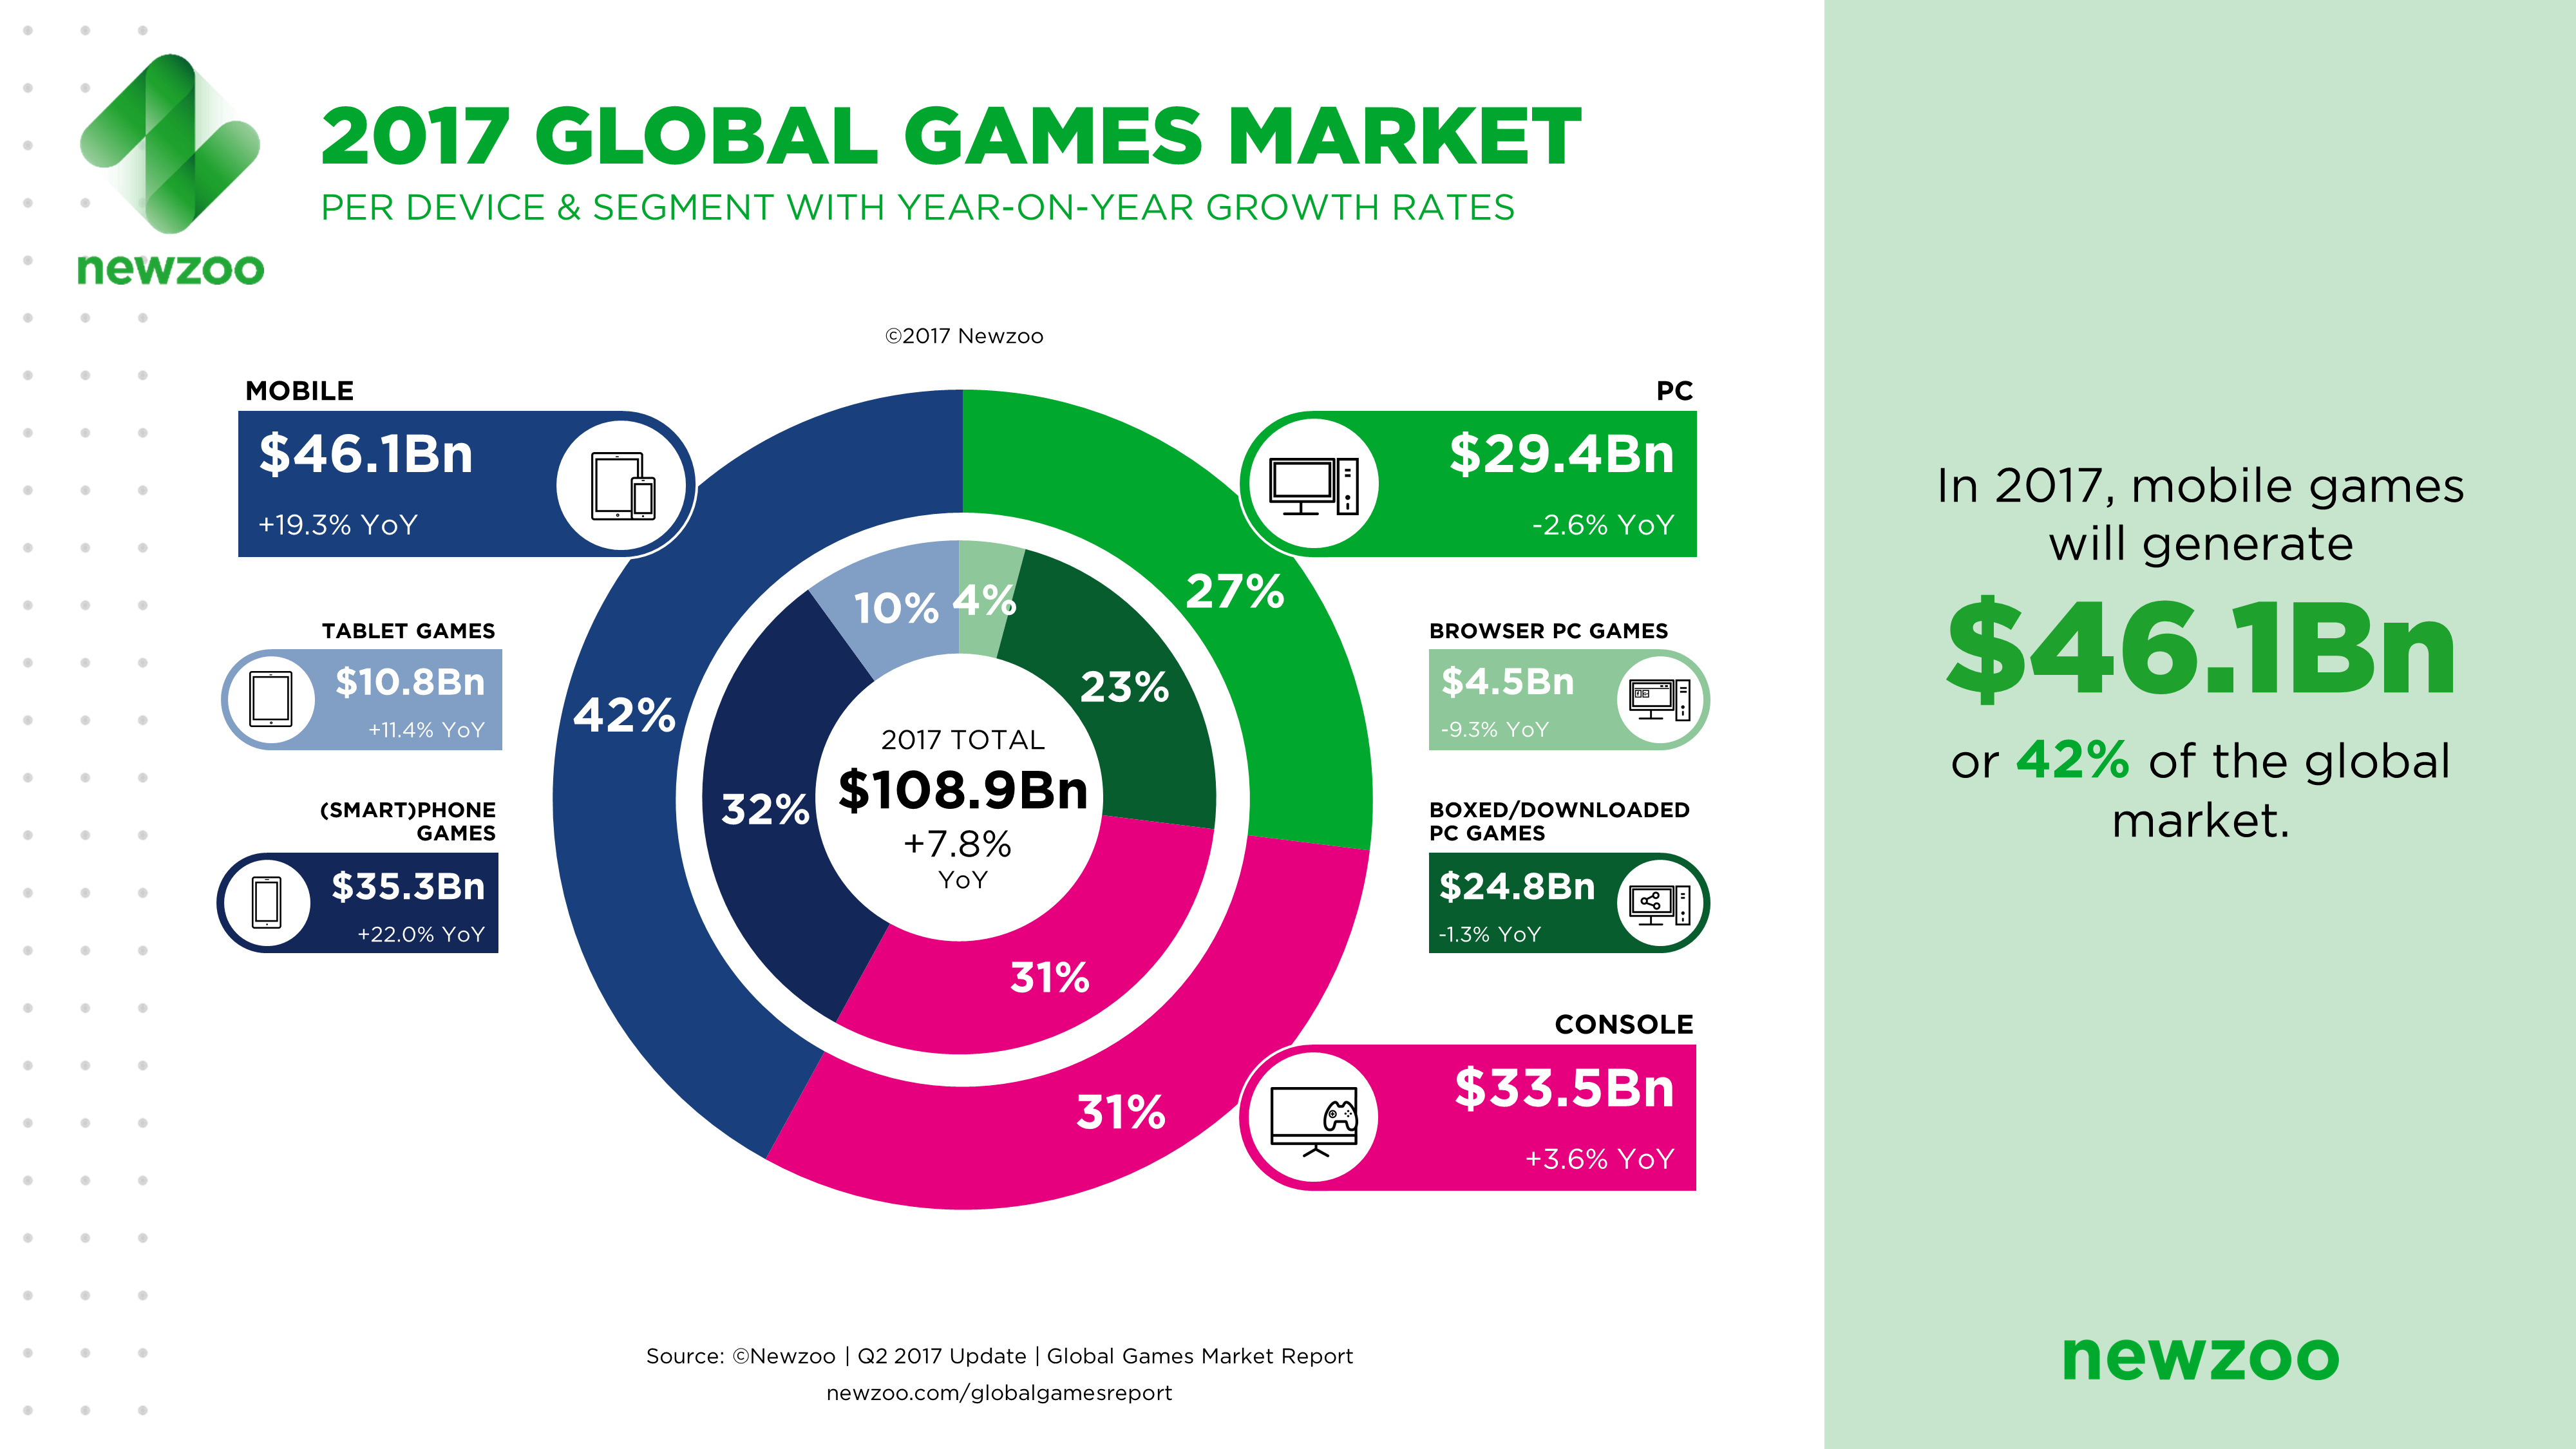 newzoo
2017 GLOBAL GAMES MARKET
PER DEVICE & SEGMENT WITH YEAR-ON-YEAR GROWTH RATES
©2017 Newzoo
MOBILE
$46.1Bn
+19.3% YoY
TABLET GAMES
$10.8Bn
+11.4% YoY
(SMART)PHONE
GAMES
$35.3Bn
+22.0% YoY
42%
32%
10%
4%
23%
27%
31%
31%
2017 TOTAL
$108.9Bn
+7.8%
YoY
PC
$29.4Bn
-2.6% YoY
BROWSER PC GAMES
$4.5Bn
-9.3% YoY
BOXED/DOWNLOADED
PC GAMES
$24.8Bn
-1.3% YoY
CONSOLE
$33.5Bn
+3.6% YoY
Source: ©Newzoo | Q2 2017 Update | Global Games Market Report
newzoo.com/globalgamesreport
In 2017, mobile games
will generate
$46.1Bn
or 42% of the global
market.
newzoo